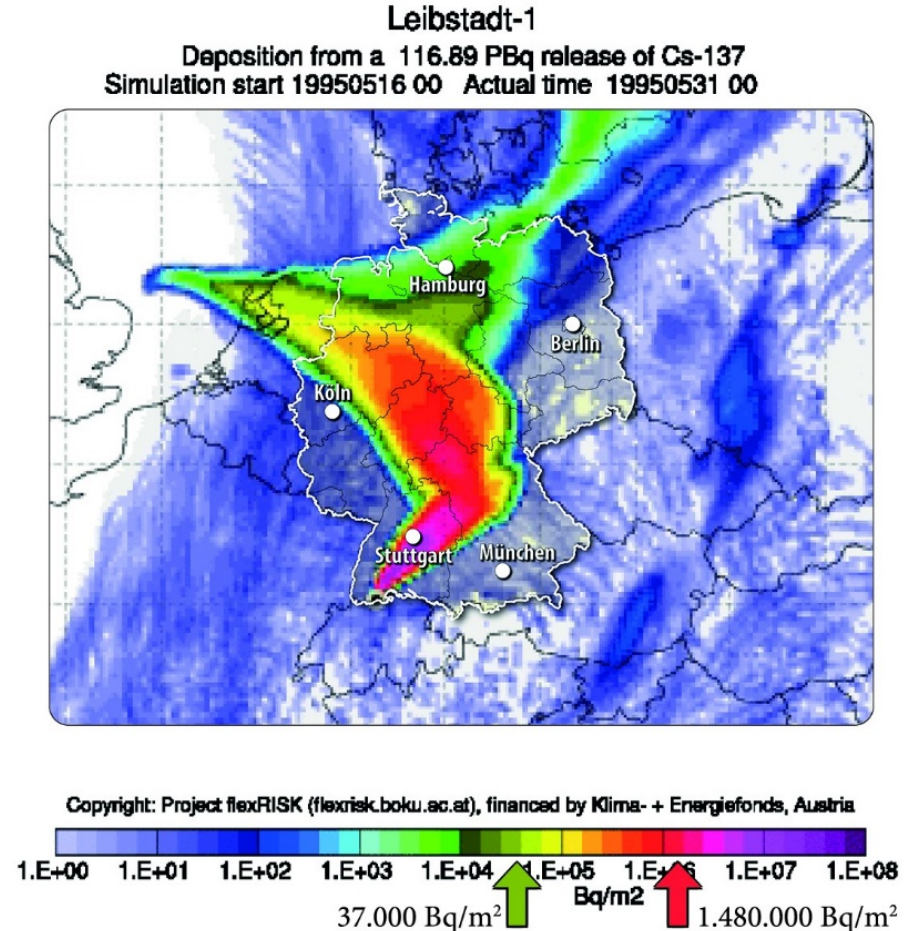 Leibstadt-1
Deposition from a 116.89 PBq release of Cs-137
Simulation start 19950516 00 Actual time 19950531 00
Hamburg
Berlin
Köln
Stuttgart
München
Copyright: Project flexRISK (flexrisk.boku.ac.at), financed by Klima- + Energiefonds, Austria
1.E+00 1.E+01 1.E+02 1.E+03 1.E+04 1.E+05 1.E+06 1.E+07 1.E+08
Bq/m2
37.000 Bq/m² 1.480.000 Bq/m²